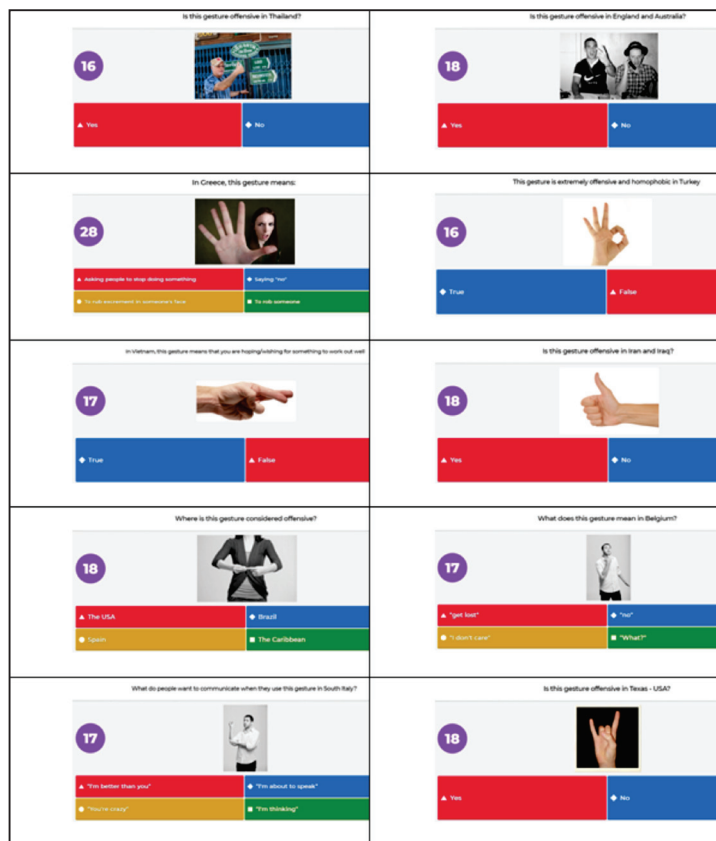 Is this gesture offensive in Thailand?
16
Yes
No
Is this gesture offensive in England and Australia?
18
Yes
No
In Greece, this gesture means:
28
Asking people to stop doing something
Saying "no"
To rub excrement in someone's face
To rob someone
This gesture is extremely offensive and homophobic in Turkey
16
True
False
In Vietnam, this gesture means that you are hoping/wishing for something to work out well
17
True
False
Is this gesture offensive in Iran and Iraq?
18
Yes
No
Where is this gesture considered offensive?
18
The USA
Brazil
Spain
The Caribbean
What does this gesture mean in Belgium?
17
"get lost"
"no"
"I don't care"
"What?"
What do people want to communicate when they use this gesture in South Italy?
17
"I'm better than you"
"I'm about to speak"
"You're crazy"
"I'm thinking"
Is this gesture offensive in Texas - USA?
18
Yes
No